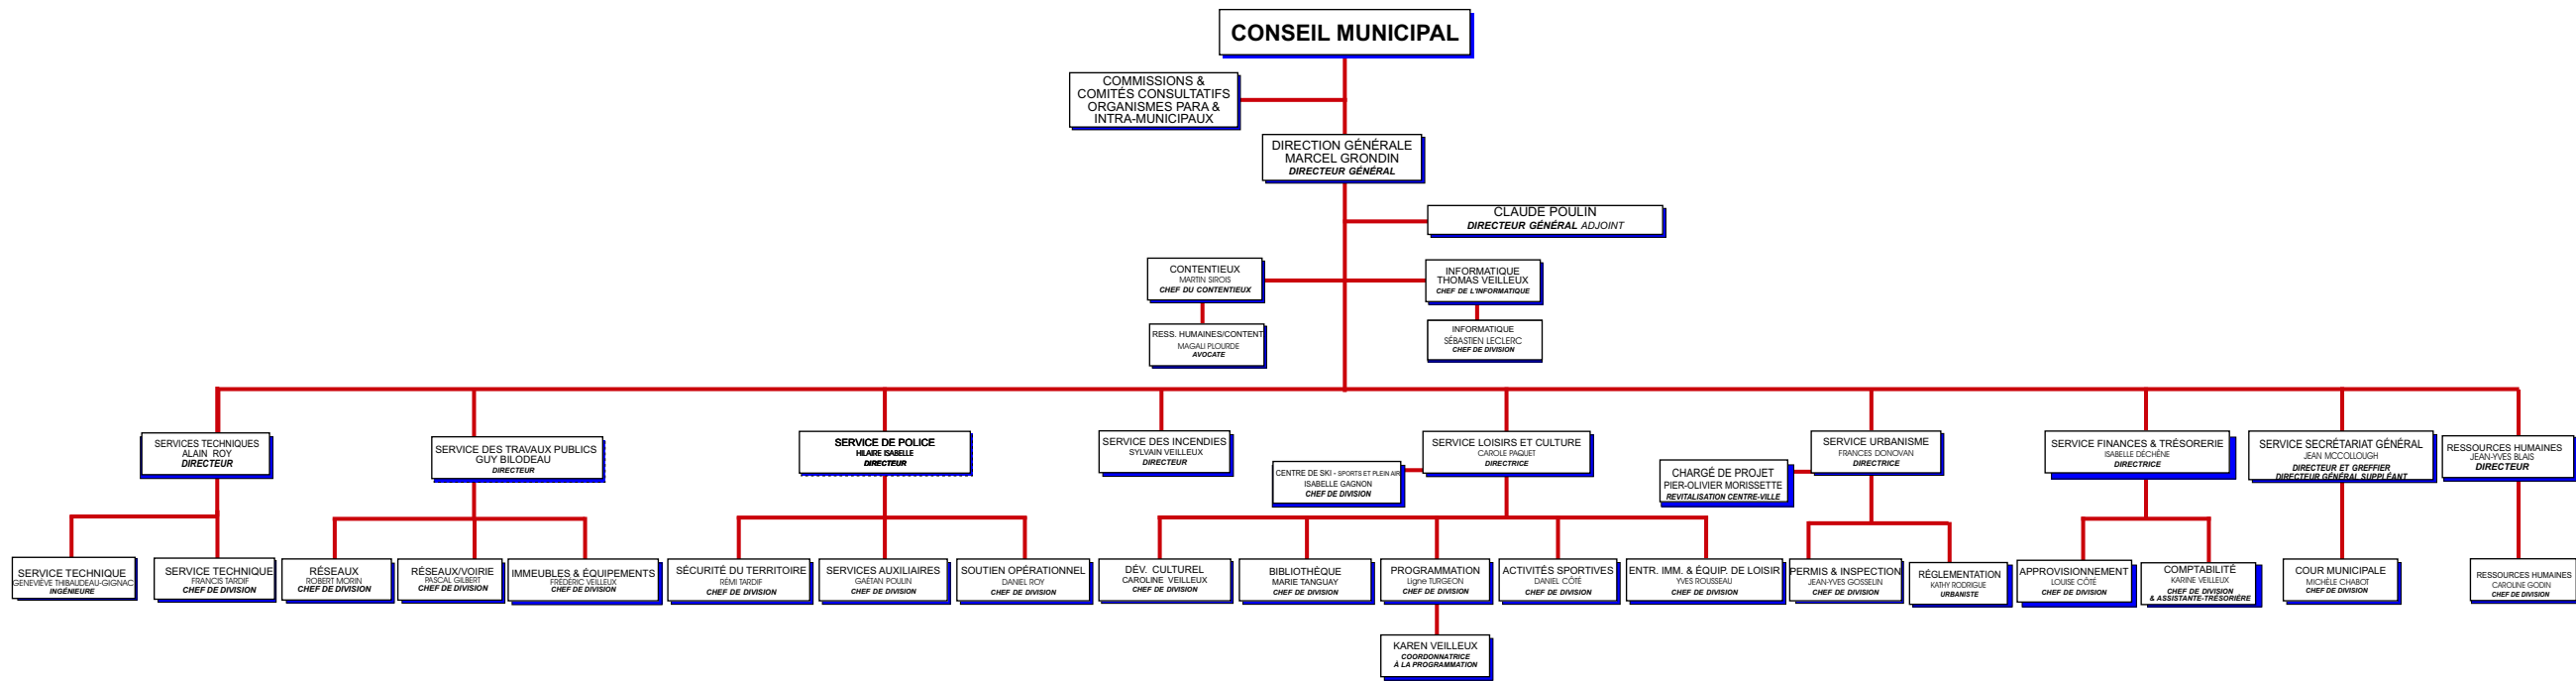 CONSEIL MUNICIPAL
COMMISSIONS &
COMITÉS CONSULTATIFS
ORGANISMES PARA &
INTRA-MUNICIPAUX
DIRECTION GÉNÉRALE
MARCEL GRONDIN
DIRECTEUR GÉNÉRAL
CLAUDE POULIN
DIRECTEUR GÉNÉRAL ADJOINT
CONTENTIEUX
MARTIN SIROIS
CHEF DU CONTENTIEUX
INFORMATIQUE
THOMAS VEILLEUX
CHEF DE L'INFORMATIQUE
RESS. HUMAINES/CONTENT
MAGALI PLOURDE
AVOCATE
INFORMATIQUE
SÉBASTIEN LECLERC
CHEF DE DIVISION
SERVICES TECHNIQUES
ALAIN ROY
DIRECTEUR
SERVICE DES TRAVAUX PUBLICS
GUY BILODEAU
DIRECTEUR
SERVICE DE POLICE
HILAIRE ISABELLE
DIRECTEUR
SERVICE DES INCENDIES
SYLVAIN VEILLEUX
DIRECTEUR
SERVICE LOISIRS ET CULTURE
CAROLE PAQUET
DIRECTRICE
SERVICE URBANISME
FRANCES DONOVAN
DIRECTRICE
SERVICE FINANCES & TRÉSORERIE
ISABELLE DÉCHÊNE
DIRECTRICE
SERVICE SECRÉTARIAT GÉNÉRAL
JEAN MCCOLLOUGH
DIRECTEUR ET GREFFIER
DIRECTEUR GÉNÉRAL SUPPLÉANT
RESSOURCES HUMAINES
JEAN-YVES BLAIS
DIRECTEUR
CENTRE DE SKI - SPORTS ET PLEIN AIR
ISABELLE GAGNON
CHEF DE DIVISION
CHARGÉ DE PROJET
PIER-OLIVIER MORISSETTE
REVITALISATION CENTRE-VILLE
SERVICE TECHNIQUE
GENEVIÈVE THIBAUDEAU-GIGNAC
INGÉNIEURE
SERVICE TECHNIQUE
FRANCIS TARDIF
CHEF DE DIVISION
RÉSEAUX
ROBERT MORIN
CHEF DE DIVISION
RÉSEAUX/VOIRIE
PASCAL GILBERT
CHEF DE DIVISION
IMMEUBLES & ÉQUIPEMENTS
FRÉDÉRIC VEILLEUX
CHEF DE DIVISION
SÉCURITÉ DU TERRITOIRE
RÉMI TARDIF
CHEF DE DIVISION
SERVICES AUXILIAIRES
GAÉTAN POULIN
CHEF DE DIVISION
SOUTIEN OPÉRATIONNEL
DANIEL ROY
CHEF DE DIVISION
DÉV. CULTUREL
CAROLINE VEILLEUX
CHEF DE DIVISION
BIBLIOTHÈQUE
MARIE TANGUAY
CHEF DE DIVISION
PROGRAMMATION
Ligne TURGEON
CHEF DE DIVISION
ACTIVITÉS SPORTIVES
DANIEL CÔTÉ
CHEF DE DIVISION
ENTR. IMM. & ÉQUIP. DE LOISIR
YVES ROUSSEAU
CHEF DE DIVISION
PERMIS & INSPECTION
JEAN-YVES GOSSELIN
CHEF DE DIVISION
RÉGLEMENTATION
KATHY RODRIGUE
URBANISTE
APPROVISIONNEMENT
LOUISE CÔTÉ
CHEF DE DIVISION
COMPTABILITÉ
KARINE VEILLEUX
CHEF DE DIVISION
& ASSISTANTE-TRÉSORIÈRE
COUR MUNICIPALE
MICHÈLE CHABOT
CHEF DE DIVISION
RESSOURCES HUMAINES
CAROLINE GODIN
CHEF DE DIVISION
KAREN VEILLEUX
COORDONNATRICE
À LA PROGRAMMATION